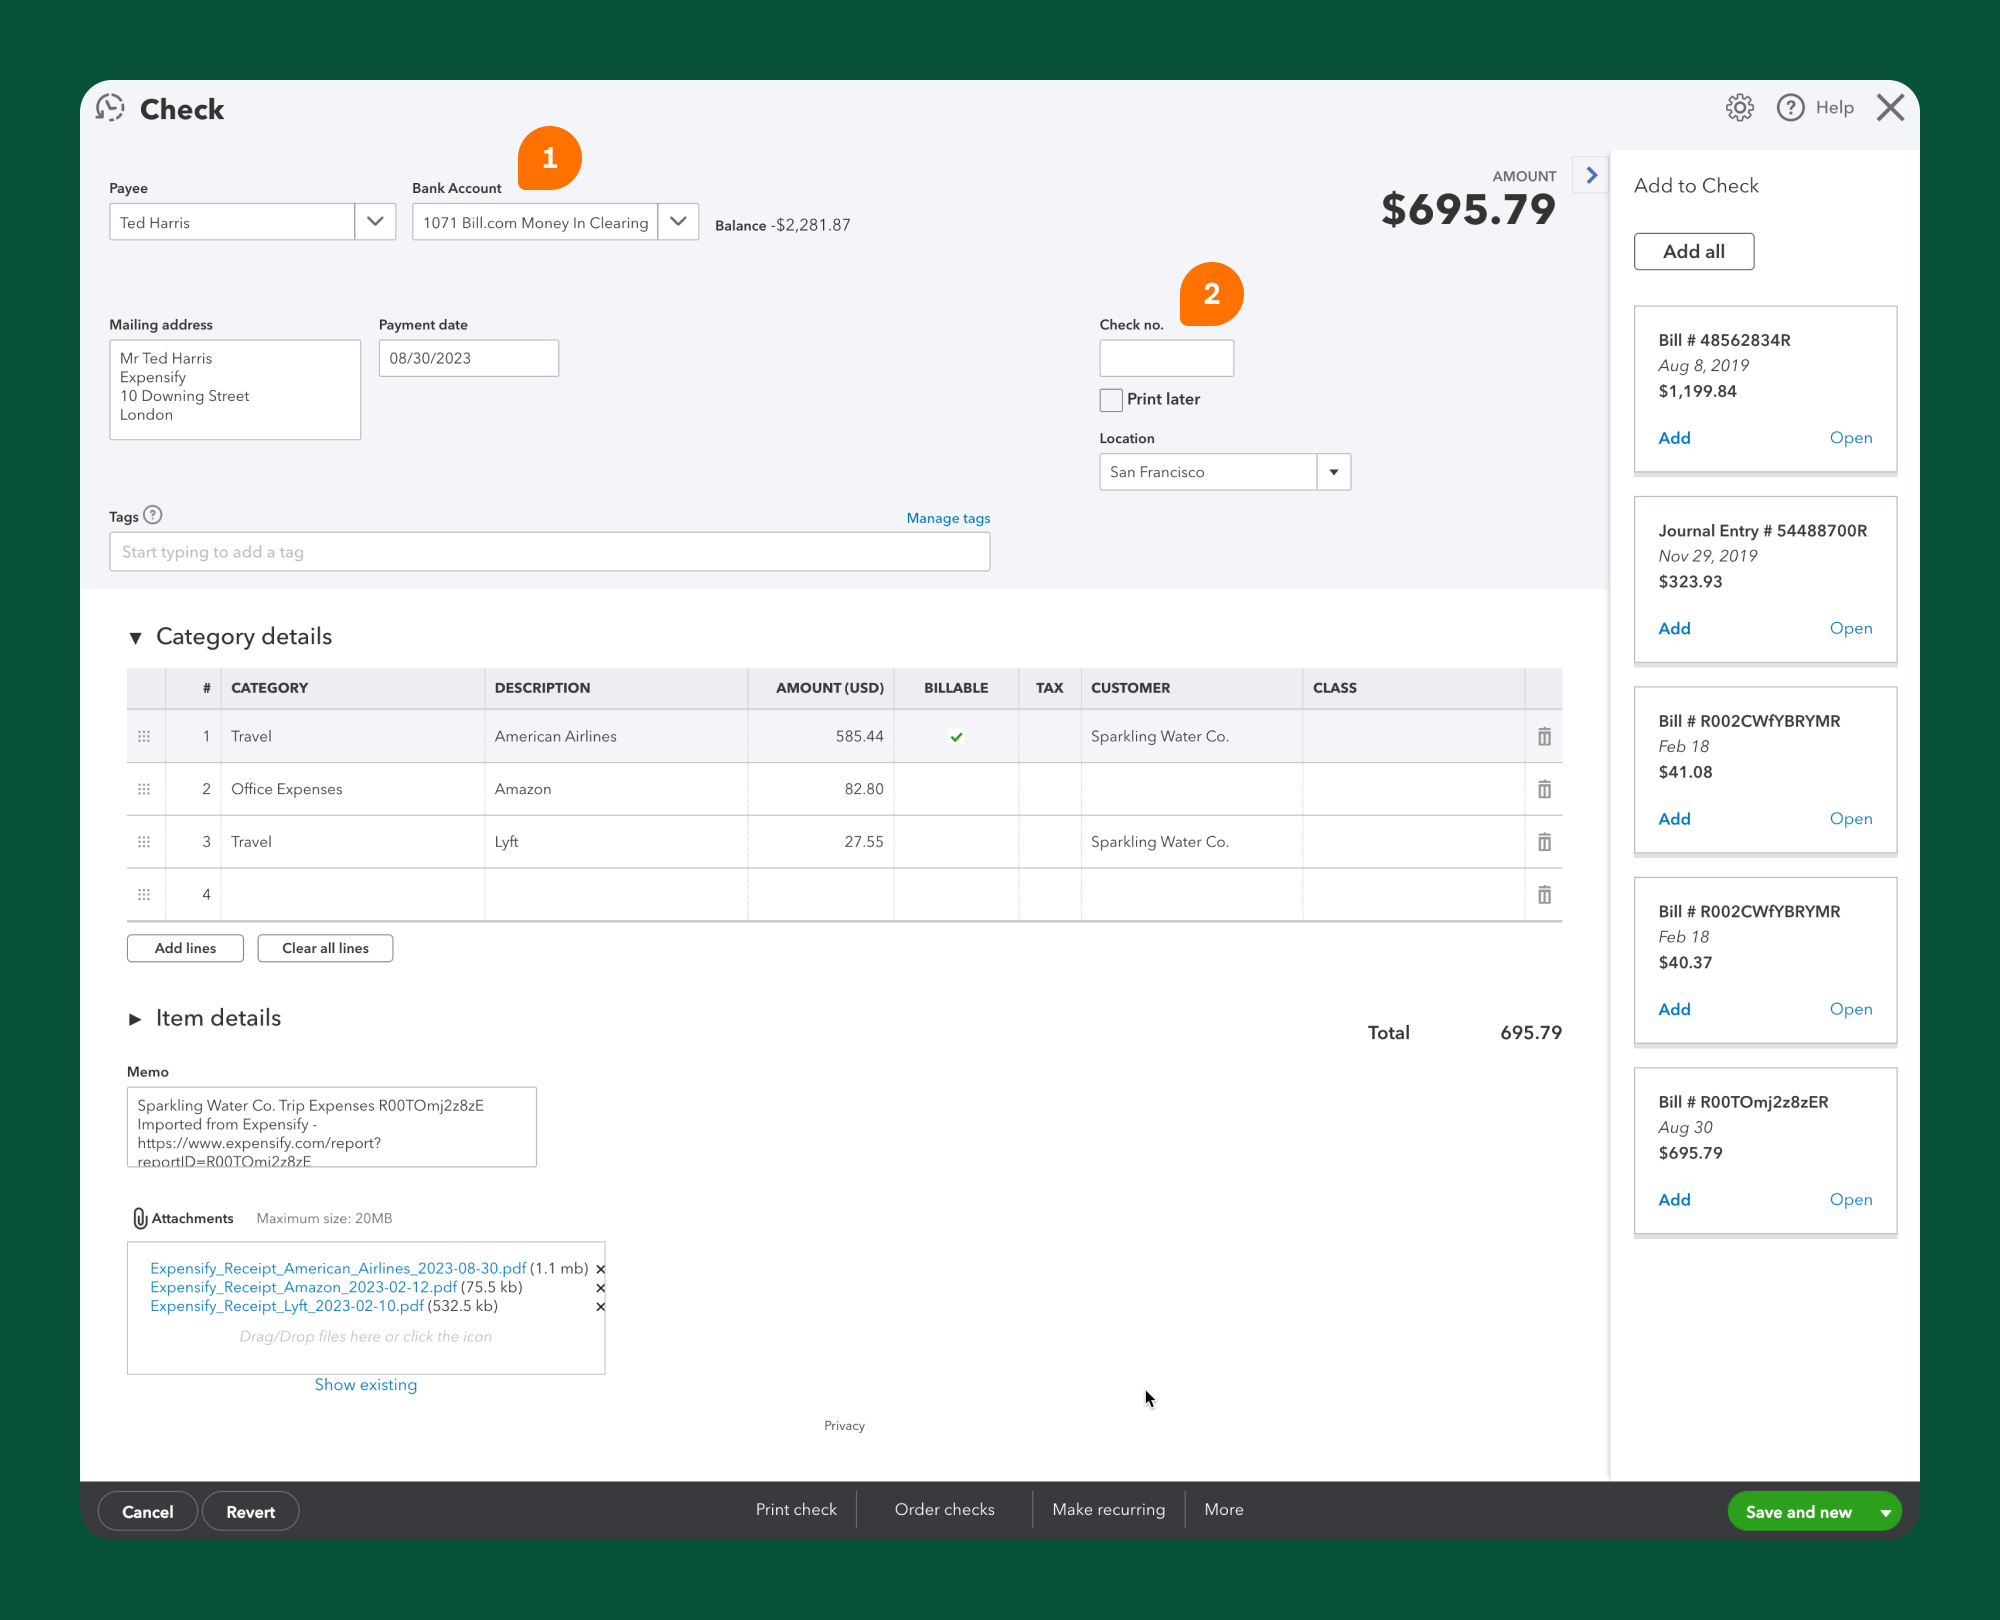 Check
Help
1
Payee
Bank Account
Ted Harris
1071 Bill.com Money In Clearing
Balance -$2,281.87
AMOUNT
$695.79
2
Mailing address
Payment date
Check no.
Mr Ted Harris
Expensify
10 Downing Street
London
08/30/2023
Print later
Location
San Francisco
Tags ?
Manage tags
Start typing to add a tag
Category details
# CATEGORY DESCRIPTION AMOUNT (USD) BILLABLE TAX CUSTOMER CLASS
1 Travel American Airlines 585.44 Sparkling Water Co.
2 Office Expenses Amazon 82.80
3 Travel Lyft 27.55 Sparkling Water Co.
4
Add lines
Clear all lines
Item details
Total 695.79
Memo
Sparkling Water Co. Trip Expenses R00TOmj2z8zE
Imported from Expensify -
https://www.expensify.com/report?
reportID=R00TOmj2z8zE
Attachments Maximum size: 20MB
Expensify_Receipt_American_Airlines_2023-08-30.pdf (1.1 mb)
Expensify_Receipt_Amazon_2023-02-12.pdf (75.5 kb)
Expensify_Receipt_Lyft_2023-02-10.pdf (532.5 kb)
Drag/Drop files here or click the icon
Show existing
Privacy
Add to Check
Add all
Bill # 48562834R
Aug 8, 2019
$1,199.84
Add Open
Journal Entry # 54488700R
Nov 29, 2019
$323.93
Add Open
Bill # R002CWfYBRYMR
Feb 18
$41.08
Add Open
Bill # R002CWfYBRYMR
Feb 18
$40.37
Add Open
Bill # R00TOmj2z8zER
Aug 30
$695.79
Add Open
Cancel
Revert
Print check
Order checks
Make recurring
More
Save and new